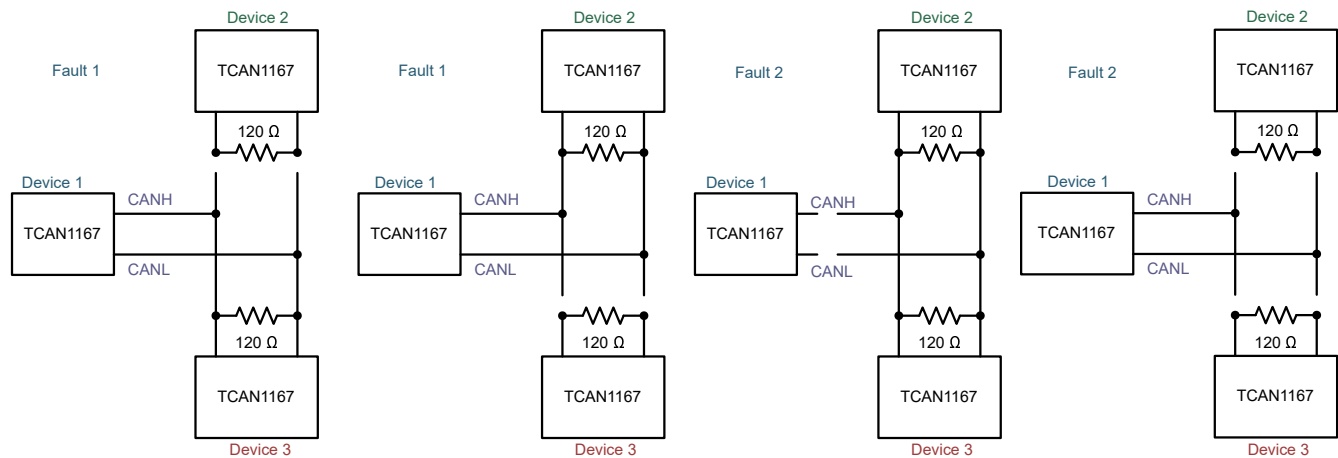 Device 2
Fault 1
TCAN1167
120 Ω
Device 1
CANH
TCAN1167
CANL
120 Ω
TCAN1167
Device 3
Device 2
Fault 1
TCAN1167
120 Ω
Device 1
CANH
TCAN1167
CANL
120 Ω
TCAN1167
Device 3
Device 2
Fault 2
TCAN1167
120 Ω
Device 1
CANH
TCAN1167
CANL
120 Ω
TCAN1167
Device 3
Device 2
Fault 2
TCAN1167
120 Ω
Device 1
CANH
TCAN1167
CANL
120 Ω
TCAN1167
Device 3